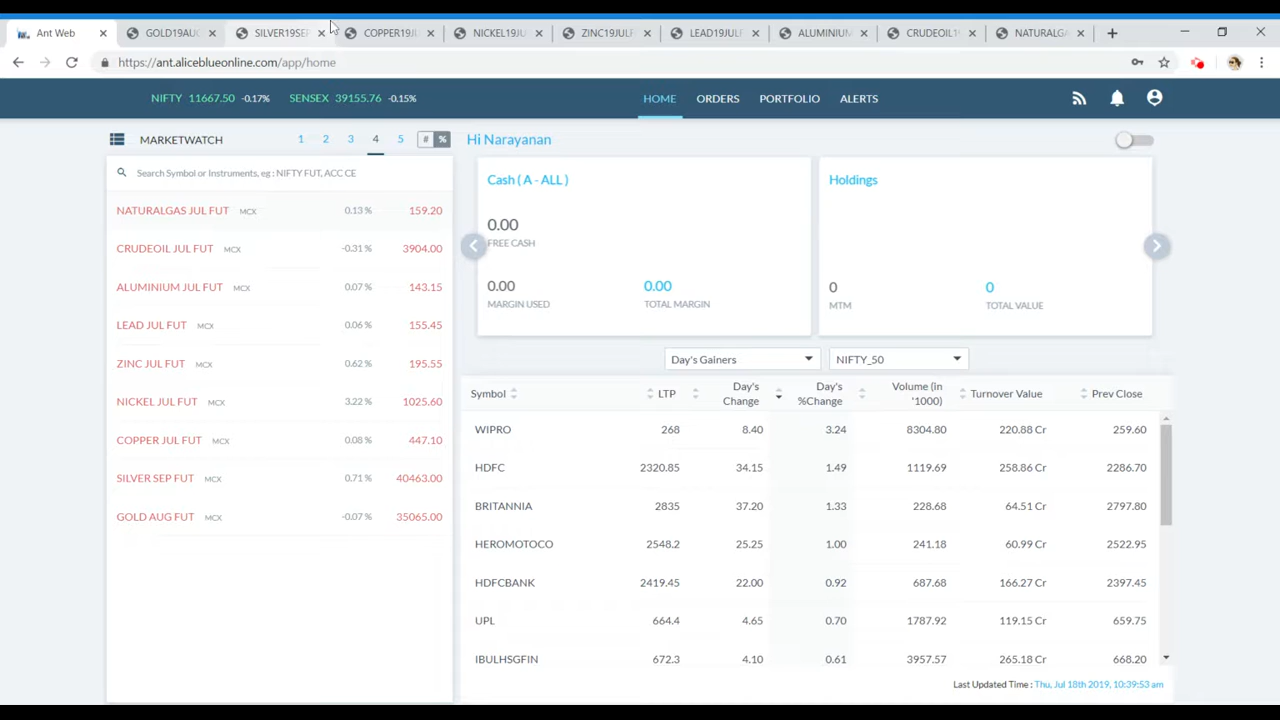 Ant Web GOLD19AUG SILVER19SEP COPPER19JU NICKEL19JU ZINC19JULF LEAD19JULF ALUMINIUM CRUDEOIL1 NATURALGA
https://ant.aliceblueonline.com/app/home
NIFTY 11667.50 -0.17% SENSEX 39155.76 -0.15% HOME ORDERS PORTFOLIO ALERTS
MARKETWATCH 1 2 3 4 5 # % Hi Narayanan
Search Symbol or Instruments, eg : NIFTY FUT, ACC CE
NATURALGAS JUL FUT MCX 0.13 % 159.20
CRUDEOIL JUL FUT MCX -0.31 % 3904.00
ALUMINIUM JUL FUT MCX 0.07 % 143.15
LEAD JUL FUT MCX 0.06 % 155.45
ZINC JUL FUT MCX 0.62 % 195.55
NICKEL JUL FUT MCX 3.22 % 1025.60
COPPER JUL FUT MCX 0.08 % 447.10
SILVER SEP FUT MCX 0.71 % 40463.00
GOLD AUG FUT MCX -0.07 % 35065.00
Cash ( A - ALL )
0.00
FREE CASH
0.00 0.00
MARGIN USED TOTAL MARGIN
Holdings
0 0
MTM TOTAL VALUE
Day's Gainers NIFTY_50
Symbol LTP Day's Change Day's %Change Volume (in '1000) Turnover Value Prev Close
WIPRO 268 8.40 3.24 8304.80 220.88 Cr 259.60
HDFC 2320.85 34.15 1.49 1119.69 258.86 Cr 2286.70
BRITANNIA 2835 37.20 1.33 228.68 64.51 Cr 2797.80
HEROMOTOCO 2548.2 25.25 1.00 241.18 60.99 Cr 2522.95
HDFCBANK 2419.45 22.00 0.92 687.68 166.27 Cr 2397.45
UPL 664.4 4.65 0.70 1787.92 119.15 Cr 659.75
IBULHSGFIN 672.3 4.10 0.61 3957.57 265.18 Cr 668.20
Last Updated Time : Thu, Jul 18th 2019, 10:39:53 am